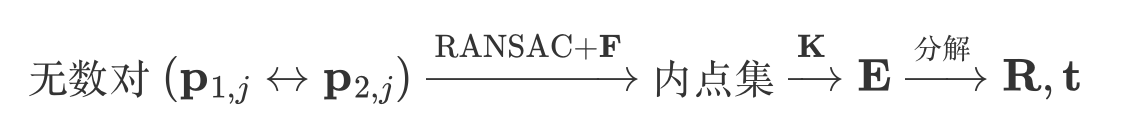 无数对 (p₁,ⱼ ↔ p₂,ⱼ) —RANSAC+F→ 内点集 —K→ E —分解→ R, t